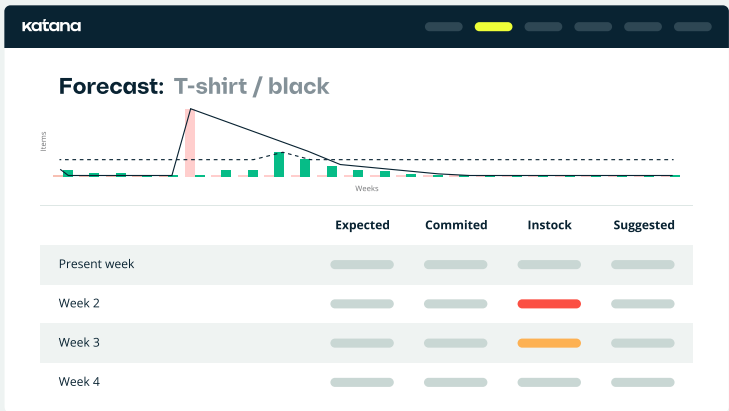 katana
Forecast: T-shirt / black
Items
Weeks
Expected Commited Instock Suggested
Present week
Week 2
Week 3
Week 4